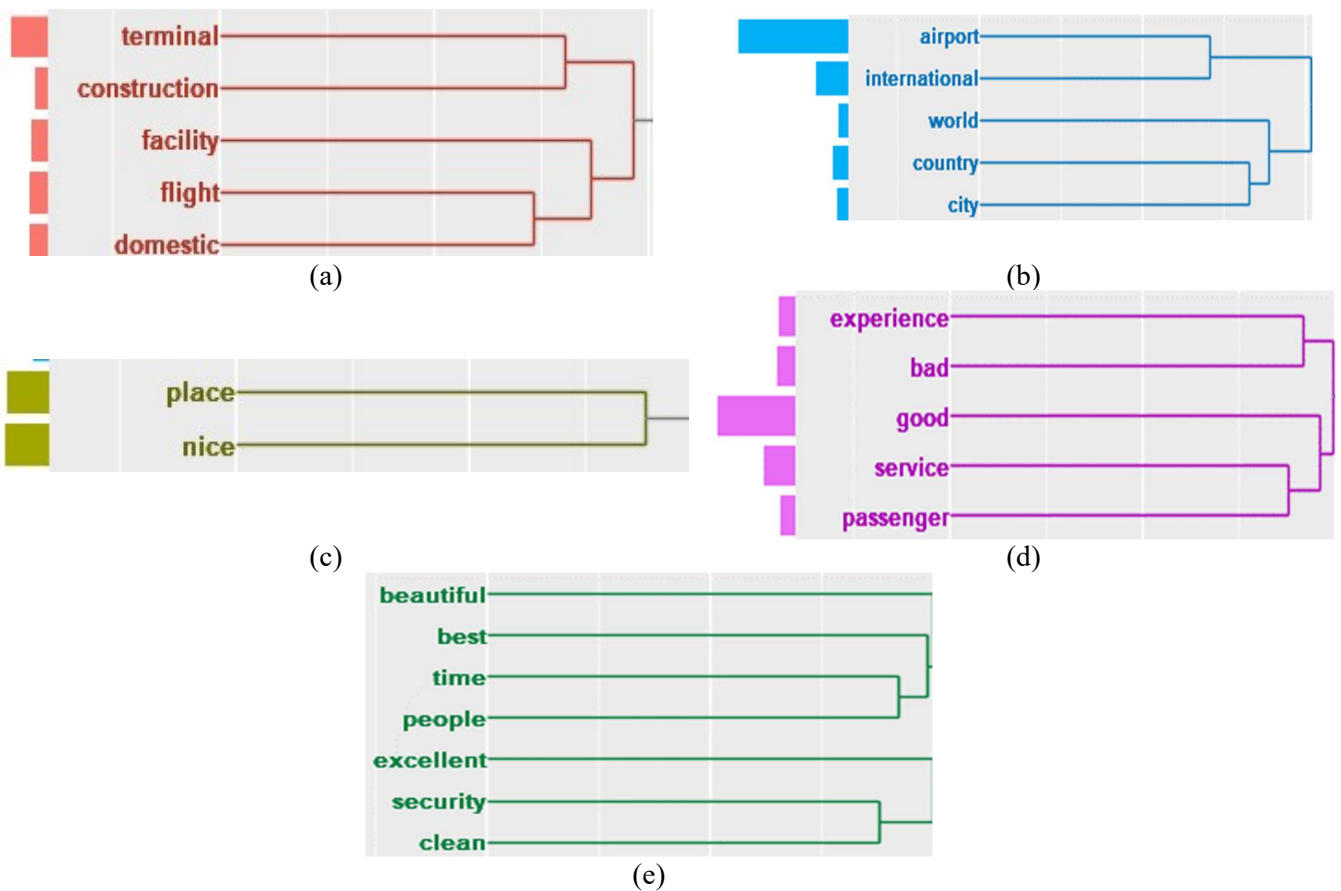 terminal
construction
facility
flight
domestic
(a)
airport
international
world
country
city
(b)
place
nice
(c)
experience
bad
good
service
passenger
(d)
beautiful
best
time
people
excellent
security
clean
(e)